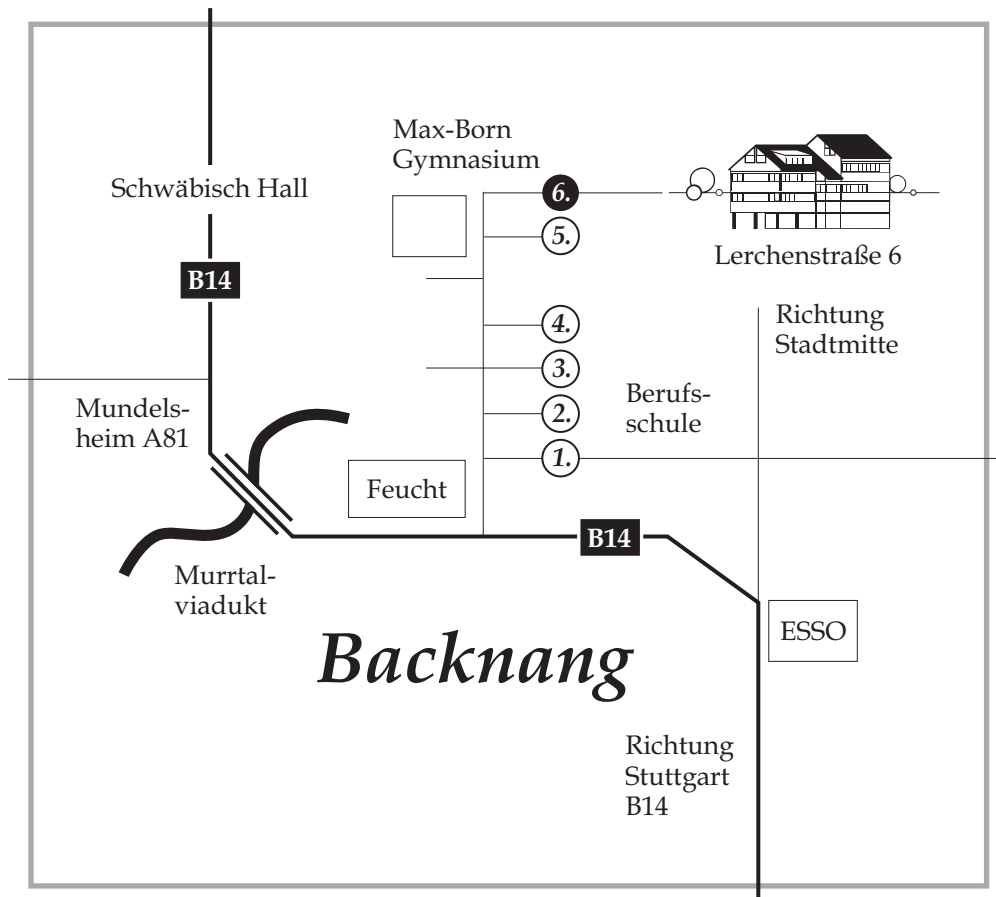 Max-Born
Gymnasium
Schwäbisch Hall
6.
5.
Lerchenstraße 6
B14
4.
Richtung
Stadtmitte
3.
Mundels-
heim A81
2.
Berufs-
schule
1.
Feucht
B14
Murrtal-
viadukt
ESSO
Backnang
Richtung
Stuttgart
B14